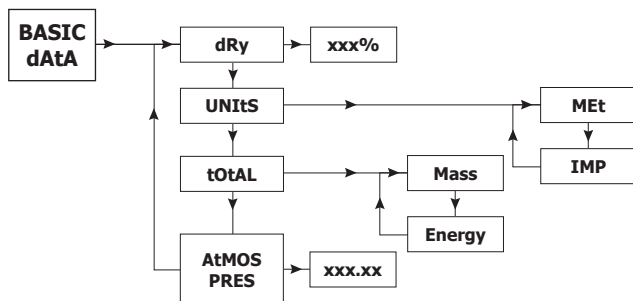 BASIC
dAtA
dRy
xxx%
UNItS
MEt
IMP
tOtAL
Mass
Energy
AtMOS
PRES
xxx.xx